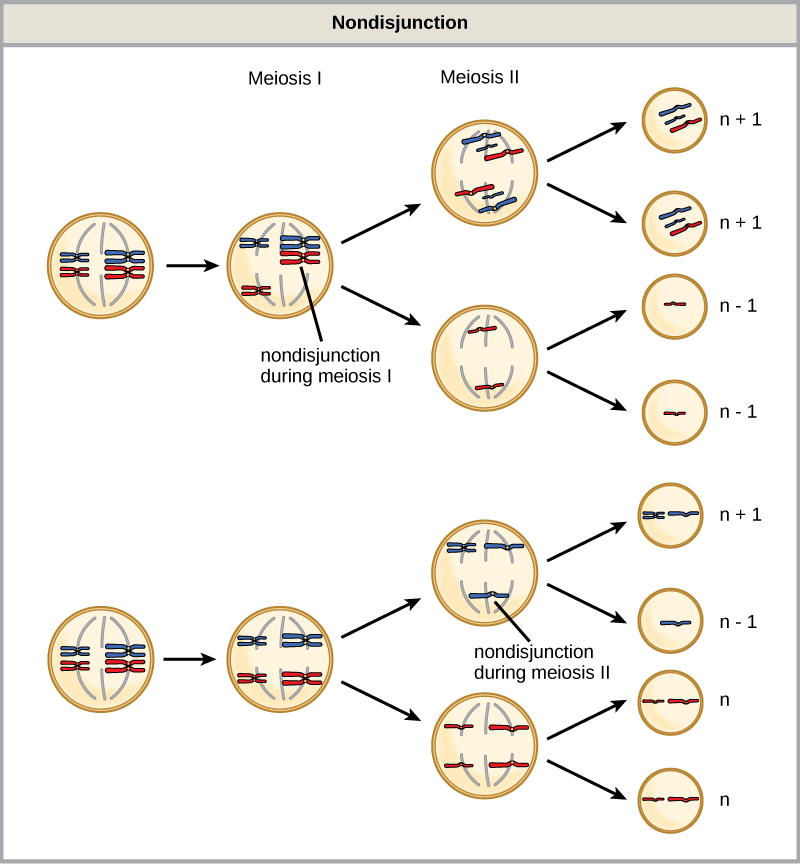 Nondisjunction
Meiosis I
Meiosis II
n + 1
n + 1
n - 1
n - 1
nondisjunction
during meiosis I
n + 1
n - 1
nondisjunction
during meiosis II
n
n